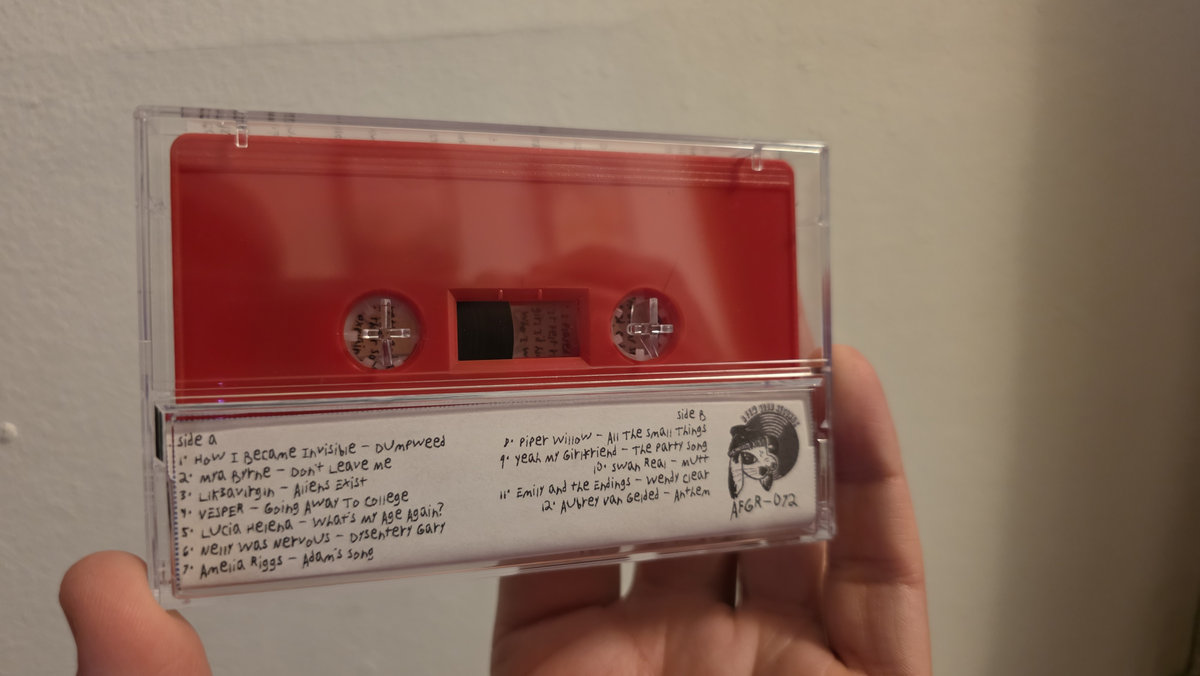 side a
1. How I Became Invisible - Dumpweed
2. Mya Byrne - Don't Leave Me
3. Liksavirgin - Aliens Exist
4. VESPER - Going Away To College
5. Lucia Helena - What's My Age Again?
6. Nelly Was Nervous - Dysentery Gary
7. Amelia Riggs - Adam's Song
side B
8. Piper Willow - All The Small Things
9. Yeah My Girlfriend - The Party Song
10. Swan Real - Mutt
11. Emily and the Endings - Wendy Clear
12. Aubrey Van Gelded - Anthem
AFGR-072